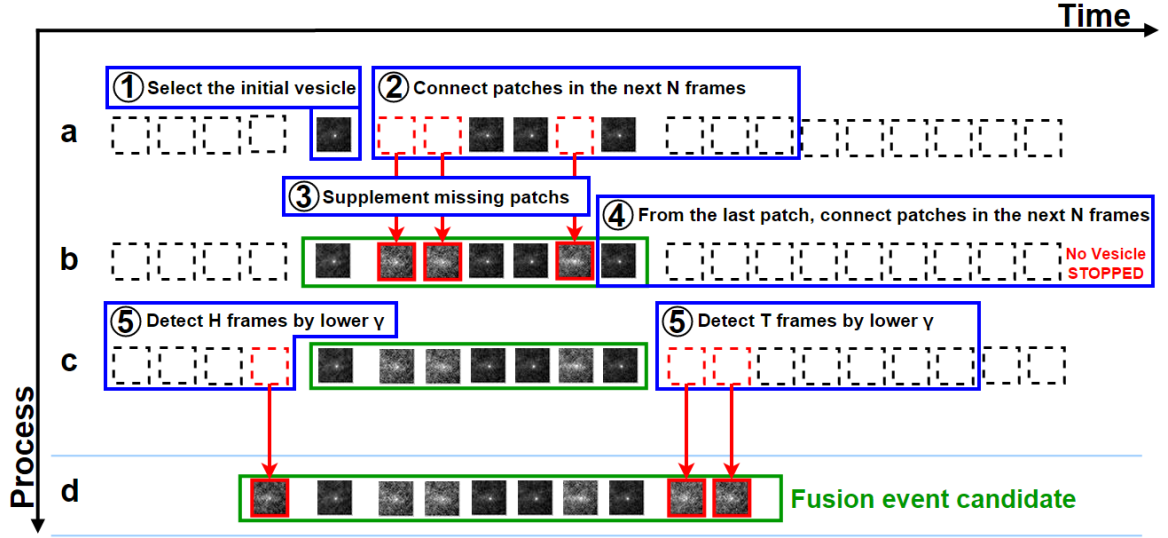 Time
① Select the initial vesicle
② Connect patches in the next N frames
a
③ Supplement missing patchs
④ From the last patch, connect patches in the next N frames
b
No Vesicle
STOPPED
⑤ Detect H frames by lower γ
⑤ Detect T frames by lower γ
c
Process
d
Fusion event candidate